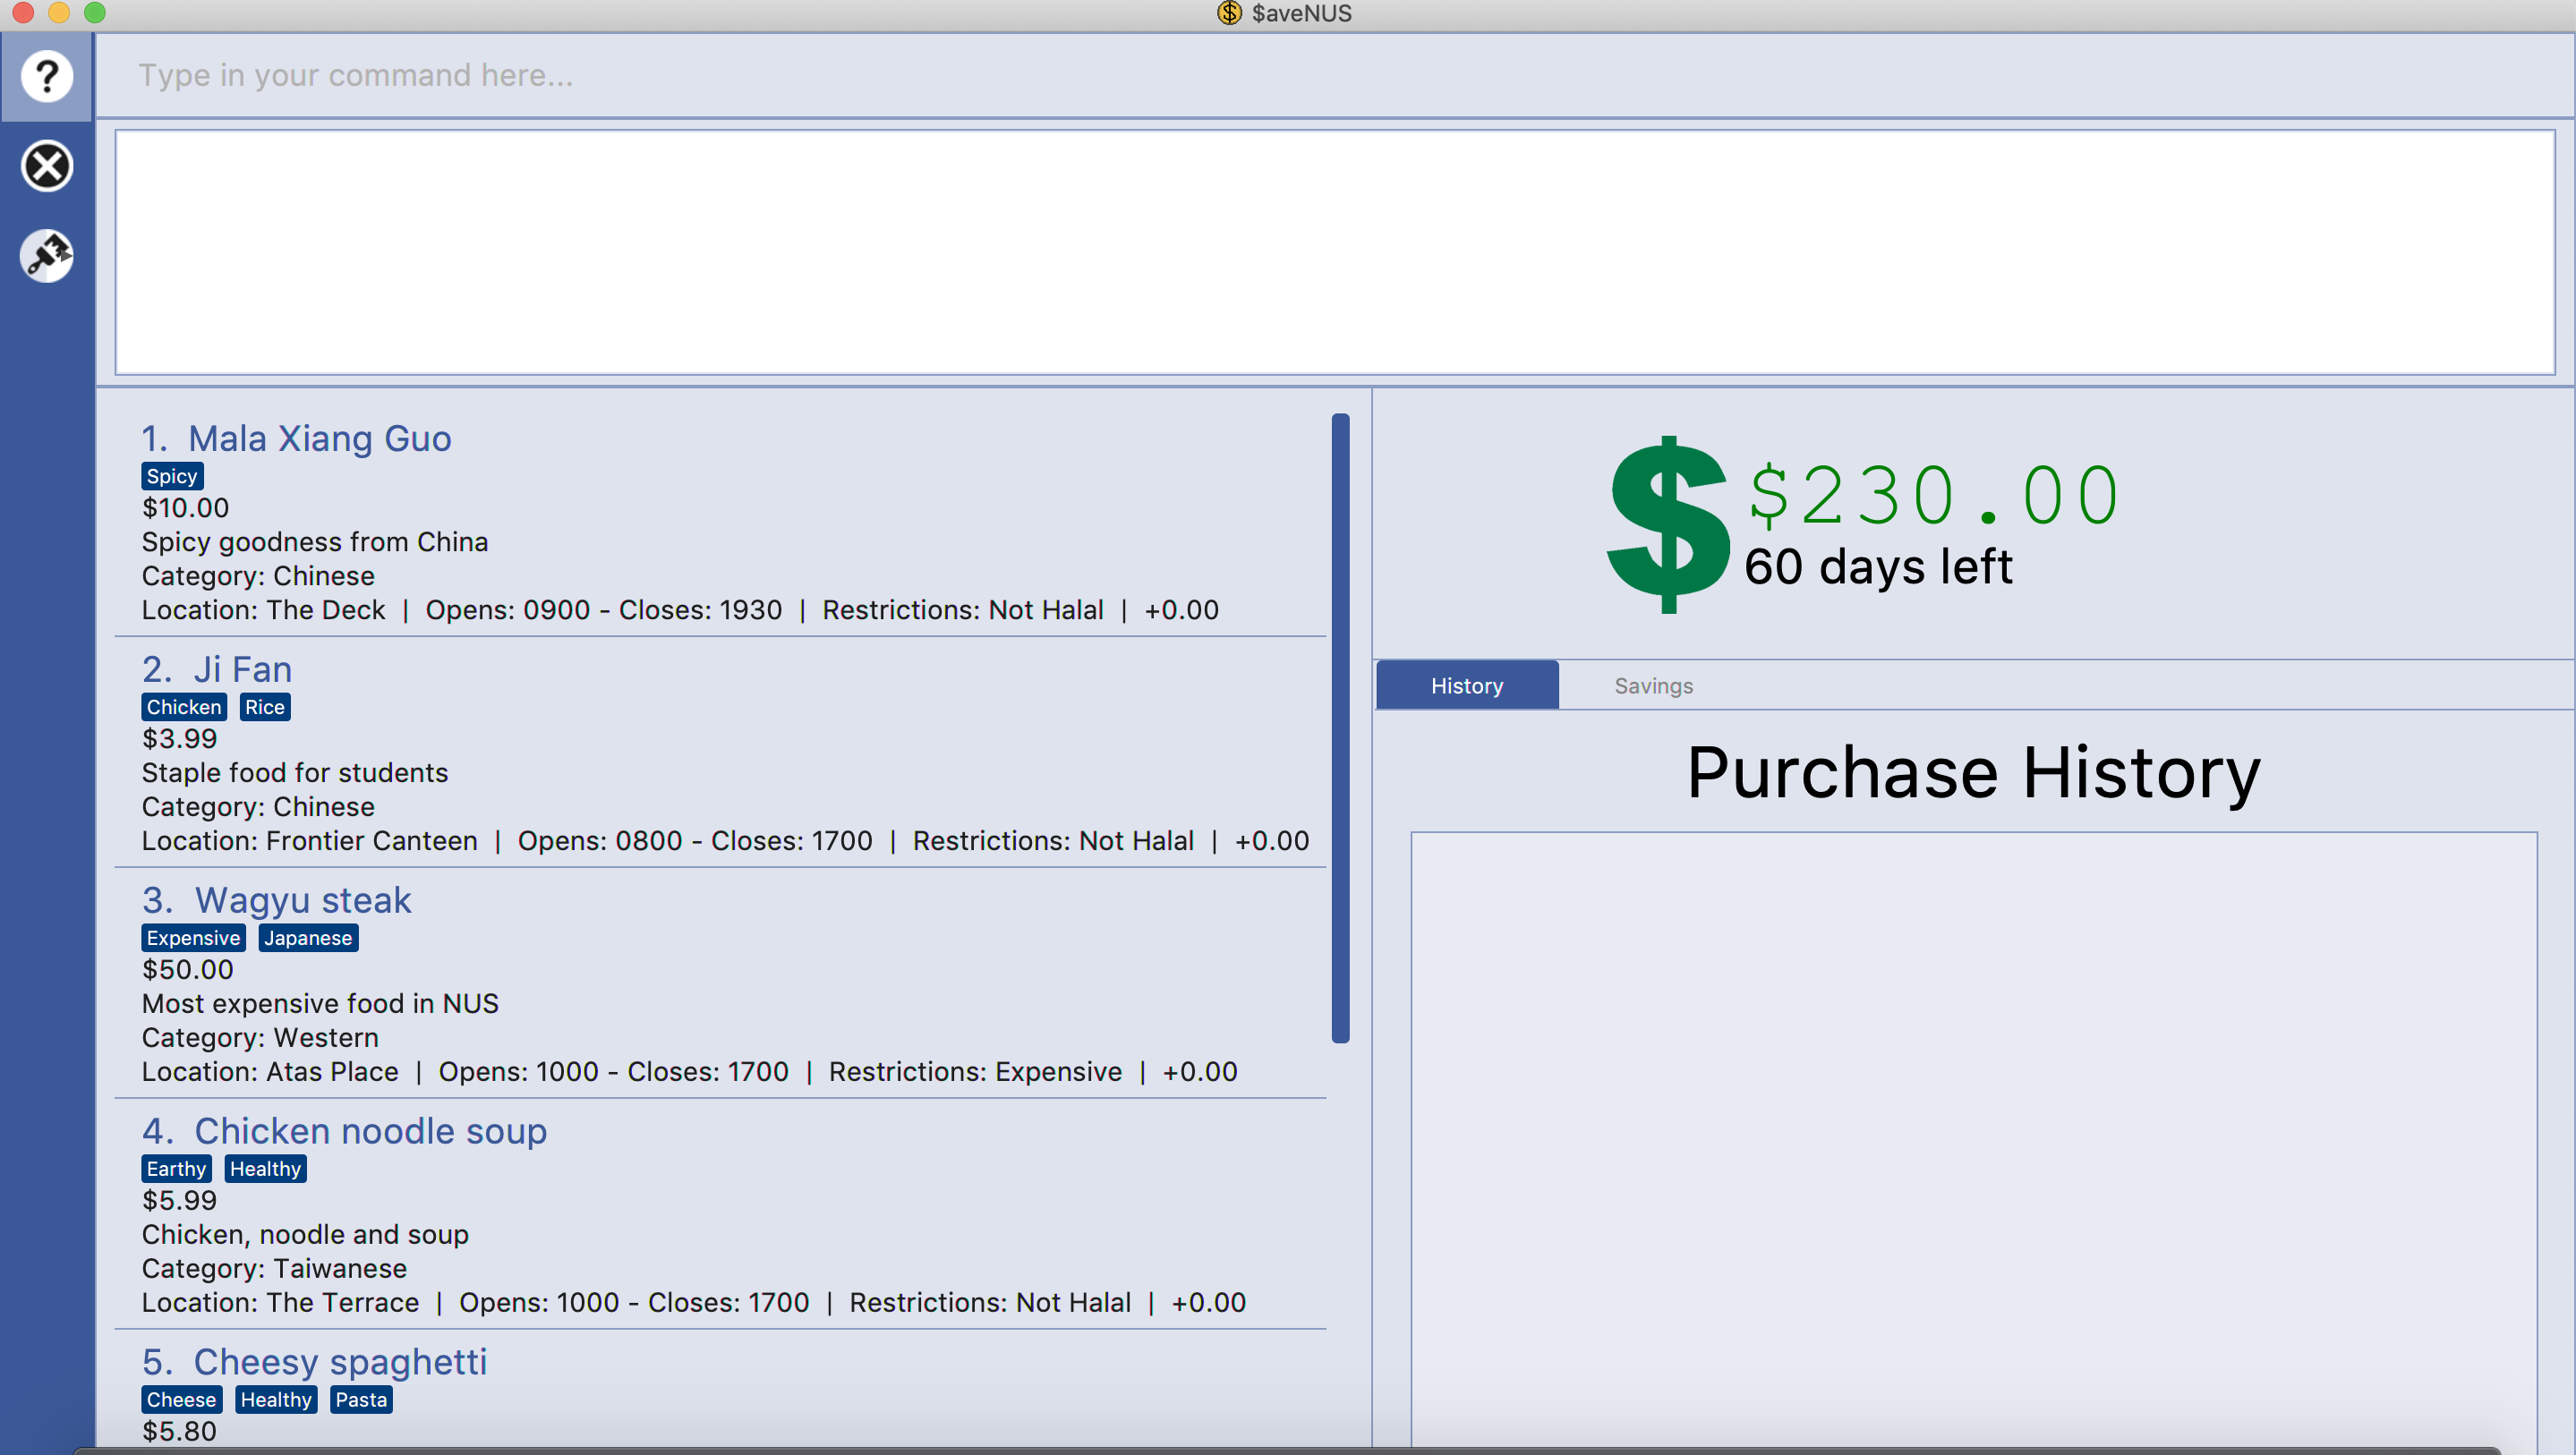 $aveNUS
?
Type in your command here...
1. Mala Xiang Guo
Spicy
$10.00
Spicy goodness from China
Category: Chinese
Location: The Deck | Opens: 0900 - Closes: 1930 | Restrictions: Not Halal | +0.00
2. Ji Fan
Chicken Rice
$3.99
Staple food for students
Category: Chinese
Location: Frontier Canteen | Opens: 0800 - Closes: 1700 | Restrictions: Not Halal | +0.00
3. Wagyu steak
Expensive Japanese
$50.00
Most expensive food in NUS
Category: Western
Location: Atas Place | Opens: 1000 - Closes: 1700 | Restrictions: Expensive | +0.00
4. Chicken noodle soup
Earthy Healthy
$5.99
Chicken, noodle and soup
Category: Taiwanese
Location: The Terrace | Opens: 1000 - Closes: 1700 | Restrictions: Not Halal | +0.00
5. Cheesy spaghetti
Cheese Healthy Pasta
$5.80
$ $230.00
60 days left
History Savings
Purchase History